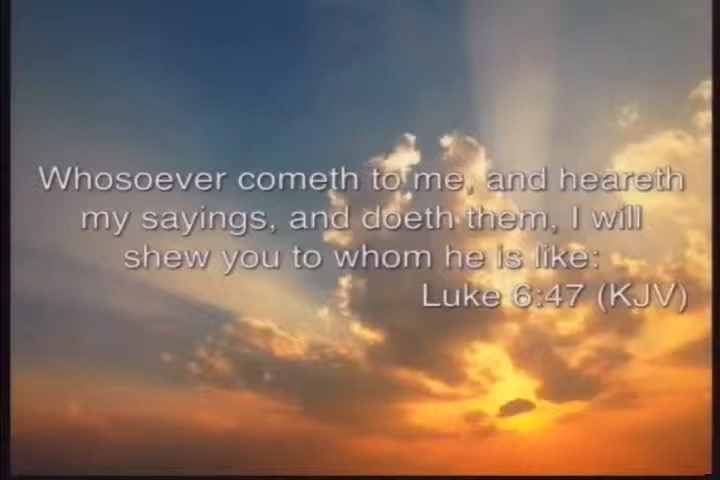 Whosoever cometh to me, and heareth
my sayings, and doeth them, I will
shew you to whom he is like:
Luke 6:47 (KJV)